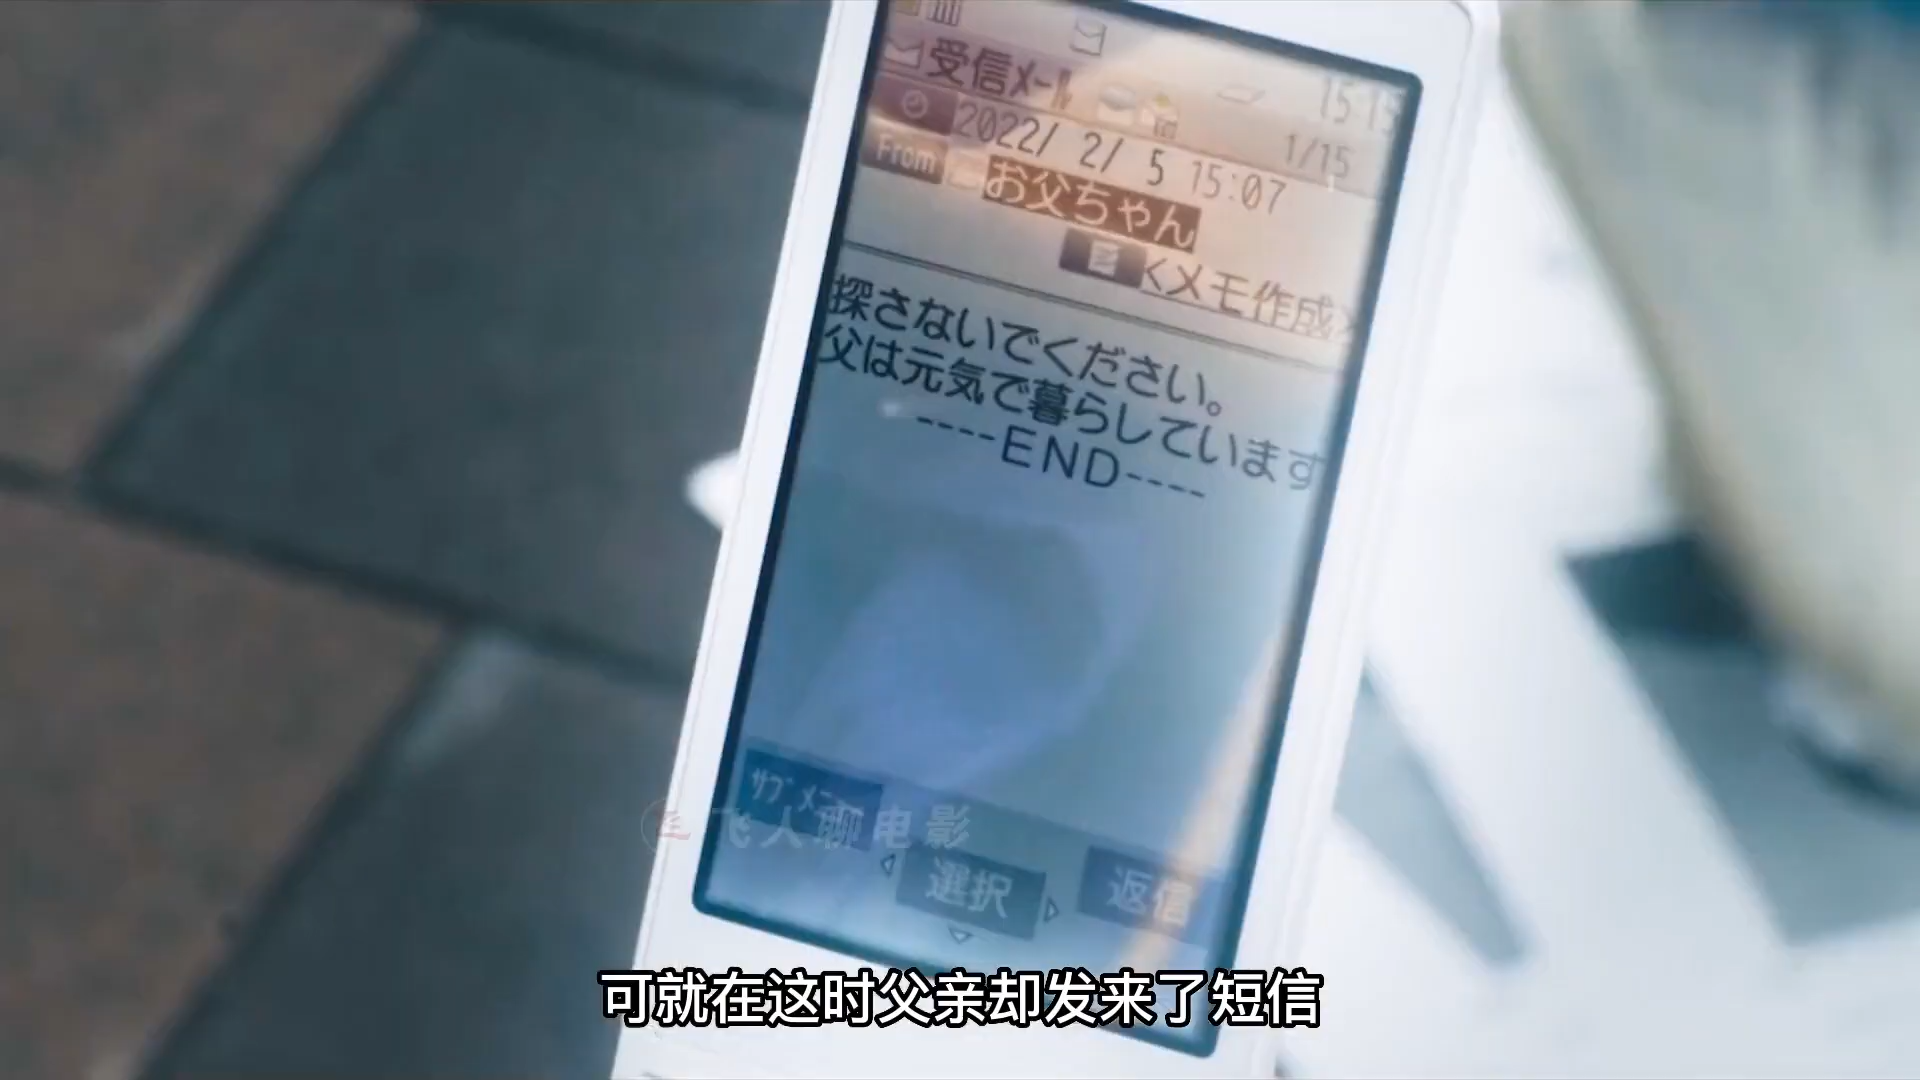 15:15
受信ﾒｰﾙ
1/15
2022/ 2/ 5 15:07
From お父ちゃん
<メモ作成>
探さないでください。
父は元気で暮らしています
----END----
ｻﾌﾞﾒﾆｭｰ
飞人聊电影
選択
返信
可就在这时父亲却发来了短信